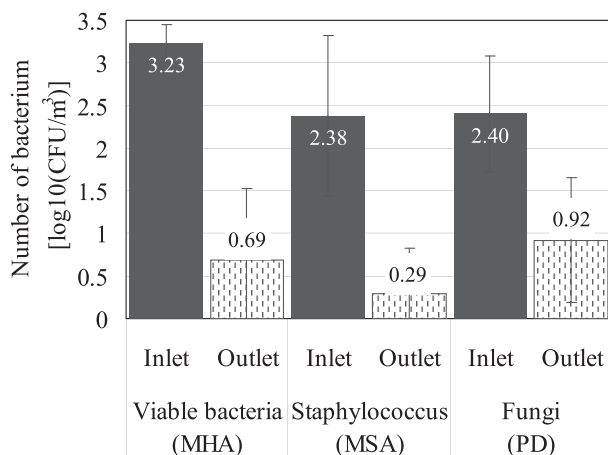 Number of bacterium
[log10(CFU/m³)]
3.5
3
2.5
2
1.5
1
0.5
0
3.23
0.69
2.38
0.29
2.40
0.92
Inlet Outlet Inlet Outlet Inlet Outlet
Viable bacteria Staphylococcus Fungi
(MHA) (MSA) (PD)